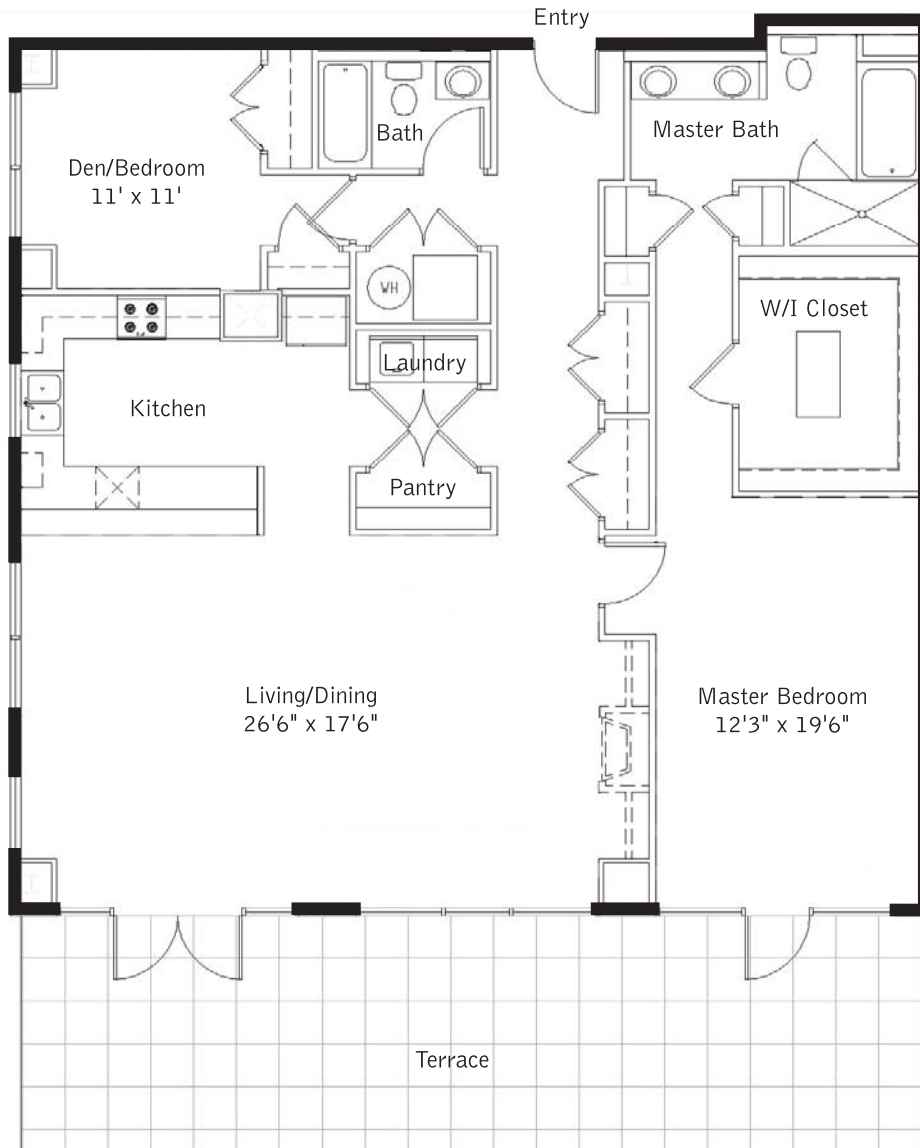 Entry
Bath
Master Bath
Den/Bedroom
11' x 11'
WH
W/I Closet
Laundry
Kitchen
Pantry
Living/Dining
26'6" x 17'6"
Master Bedroom
12'3" x 19'6"
Terrace